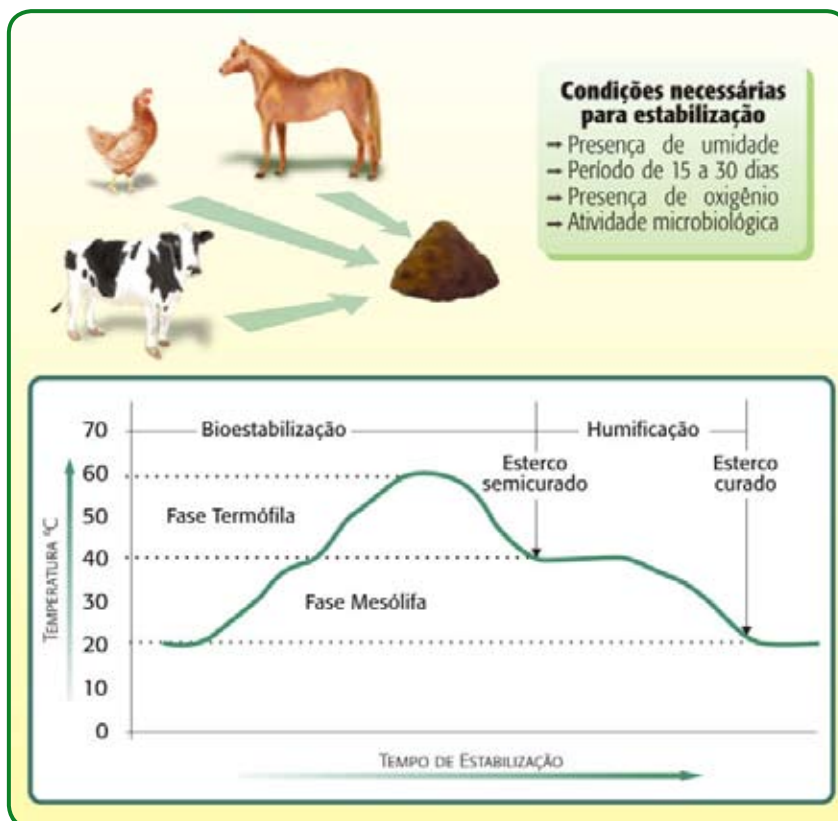 Condições necessárias
para estabilização
→ Presença de umidade
→ Período de 15 a 30 dias
→ Presença de oxigênio
→ Atividade microbiológica
70
60
50
40
30
20
10
0
TEMPERATURA ºC
Bioestabilização
Humificação
Esterco
semicurado
Esterco
curado
Fase Termófila
Fase Mesólifa
TEMPO DE ESTABILIZAÇÃO